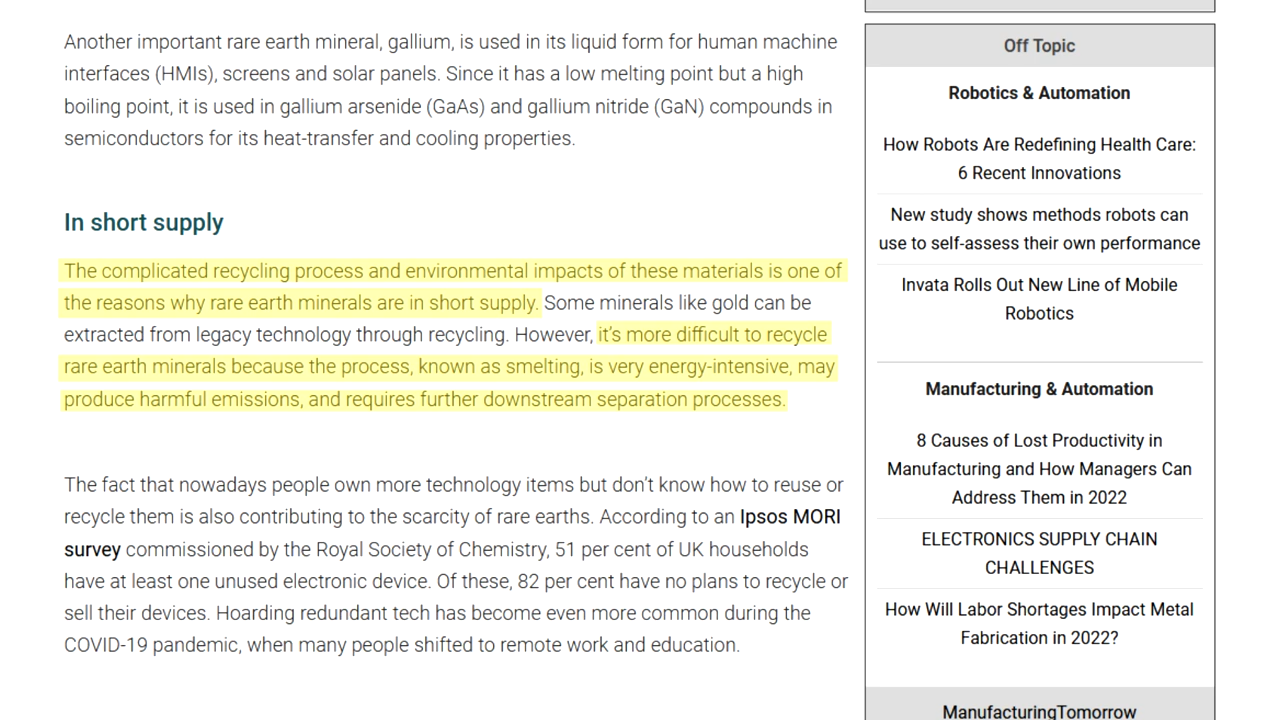 Another important rare earth mineral, gallium, is used in its liquid form for human machine
interfaces (HMIs), screens and solar panels. Since it has a low melting point but a high
boiling point, it is used in gallium arsenide (GaAs) and gallium nitride (GaN) compounds in
semiconductors for its heat-transfer and cooling properties.
In short supply
The complicated recycling process and environmental impacts of these materials is one of
the reasons why rare earth minerals are in short supply. Some minerals like gold can be
extracted from legacy technology through recycling. However, it’s more difficult to recycle
rare earth minerals because the process, known as smelting, is very energy-intensive, may
produce harmful emissions, and requires further downstream separation processes.
The fact that nowadays people own more technology items but don’t know how to reuse or
recycle them is also contributing to the scarcity of rare earths. According to an Ipsos MORI
survey commissioned by the Royal Society of Chemistry, 51 per cent of UK households
have at least one unused electronic device. Of these, 82 per cent have no plans to recycle or
sell their devices. Hoarding redundant tech has become even more common during the
COVID-19 pandemic, when many people shifted to remote work and education.
Off Topic
Robotics & Automation
How Robots Are Redefining Health Care:
6 Recent Innovations
New study shows methods robots can
use to self-assess their own performance
Invata Rolls Out New Line of Mobile
Robotics
Manufacturing & Automation
8 Causes of Lost Productivity in
Manufacturing and How Managers Can
Address Them in 2022
ELECTRONICS SUPPLY CHAIN
CHALLENGES
How Will Labor Shortages Impact Metal
Fabrication in 2022?
ManufacturingTomorrow